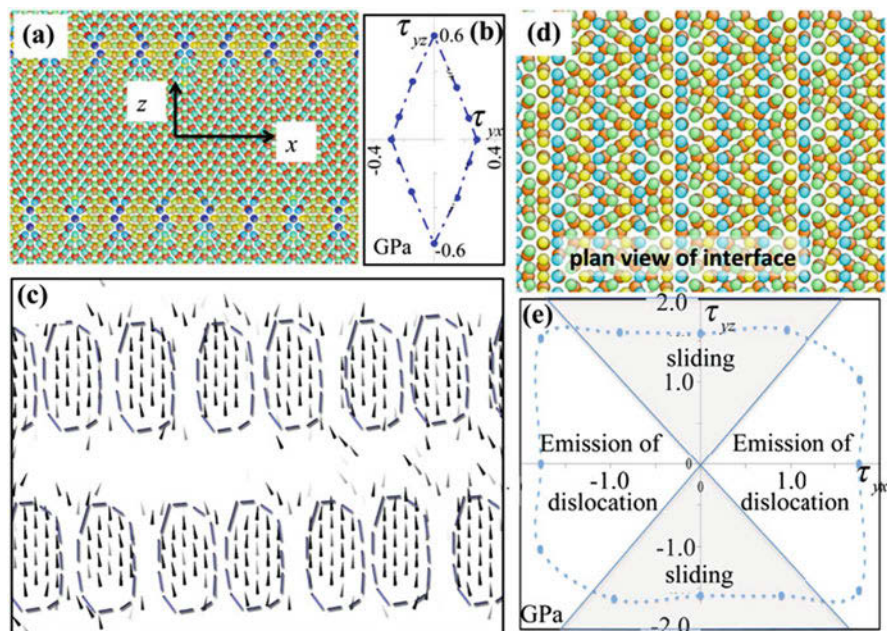 (a)
z
x
(b)
τyz
0.6
τyx
-0.4
0.4
GPa
-0.6
(c)
(d)
plan view of interface
(e)
2.0
τyz
sliding
1.0
Emission of
Emission of
0
-1.0
0
1.0
τyx
dislocation
dislocation
-1.0
sliding
GPa
-2.0